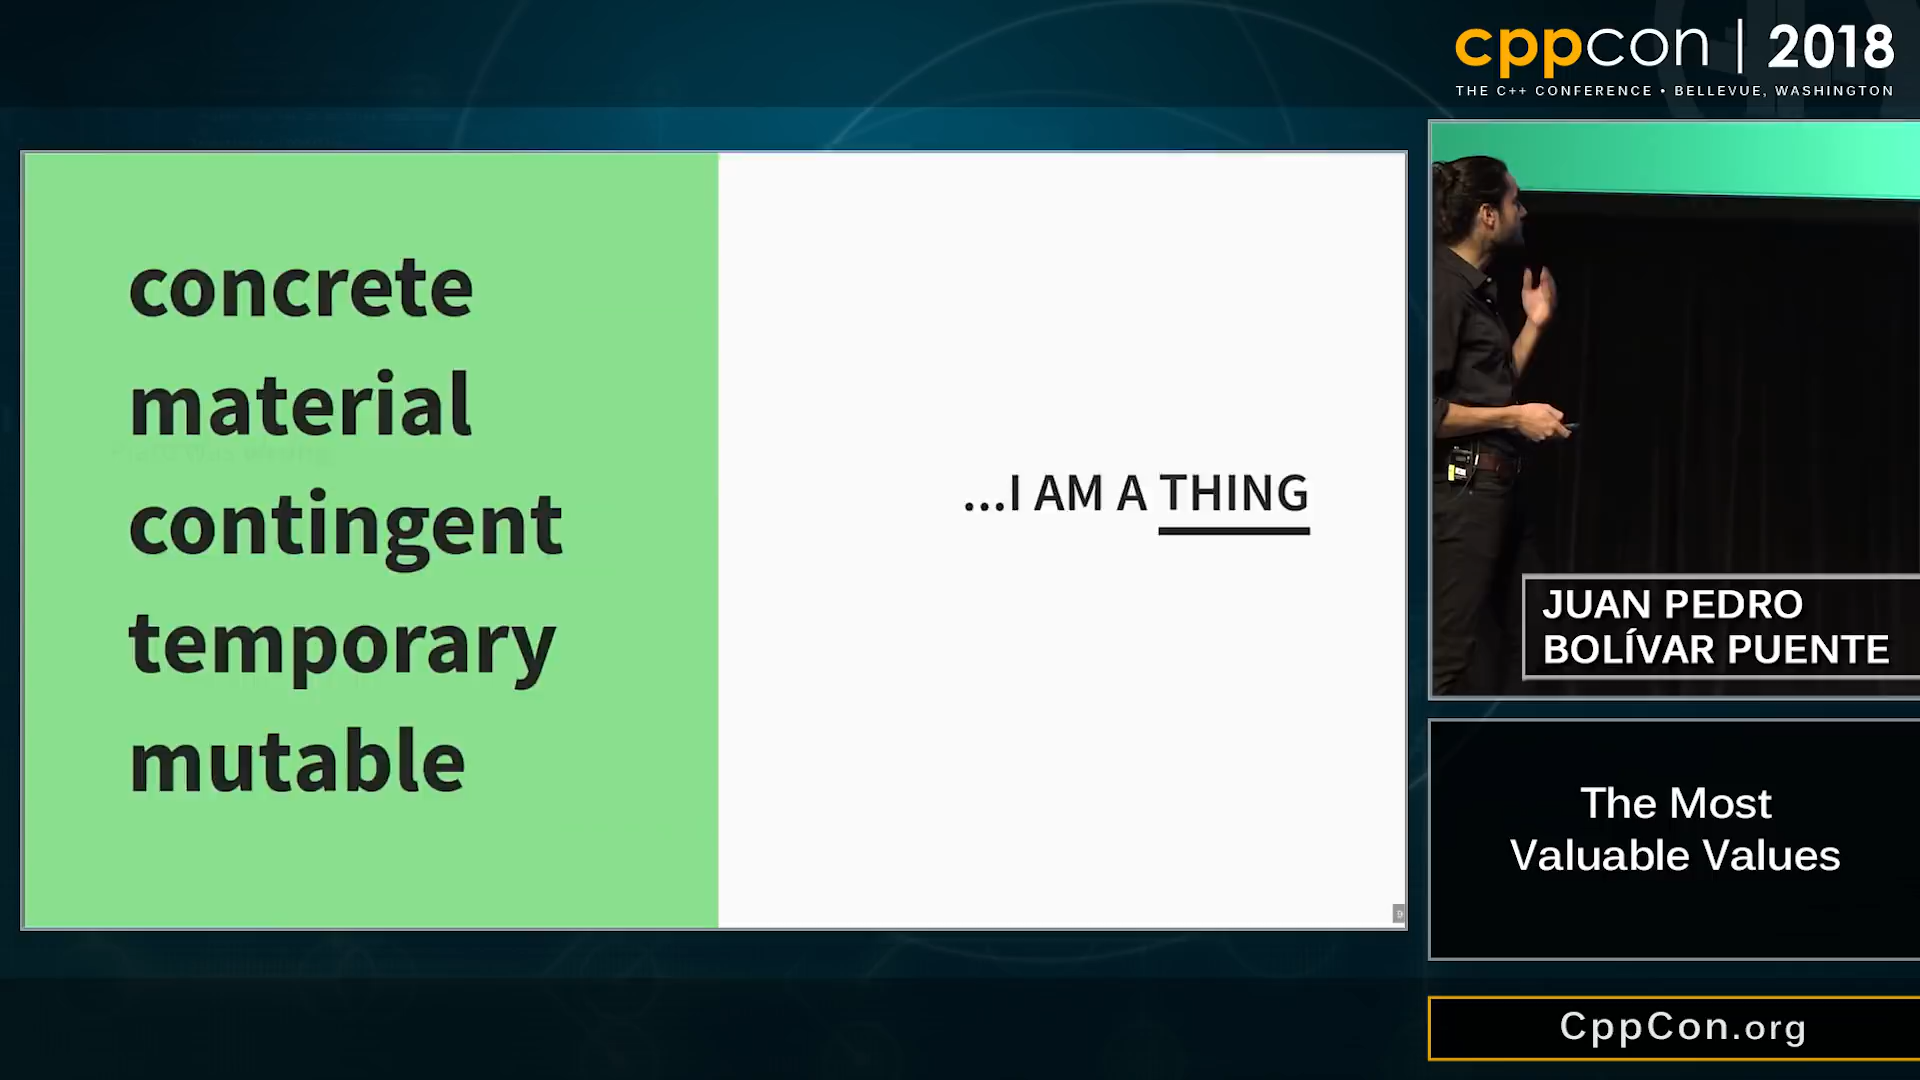 cppcon | 2018
THE C++ CONFERENCE • BELLEVUE, WASHINGTON
concrete
material
contingent
temporary
mutable
...I AM A THING
9
JUAN PEDRO
BOLÍVAR PUENTE
The Most
Valuable Values
CppCon.org